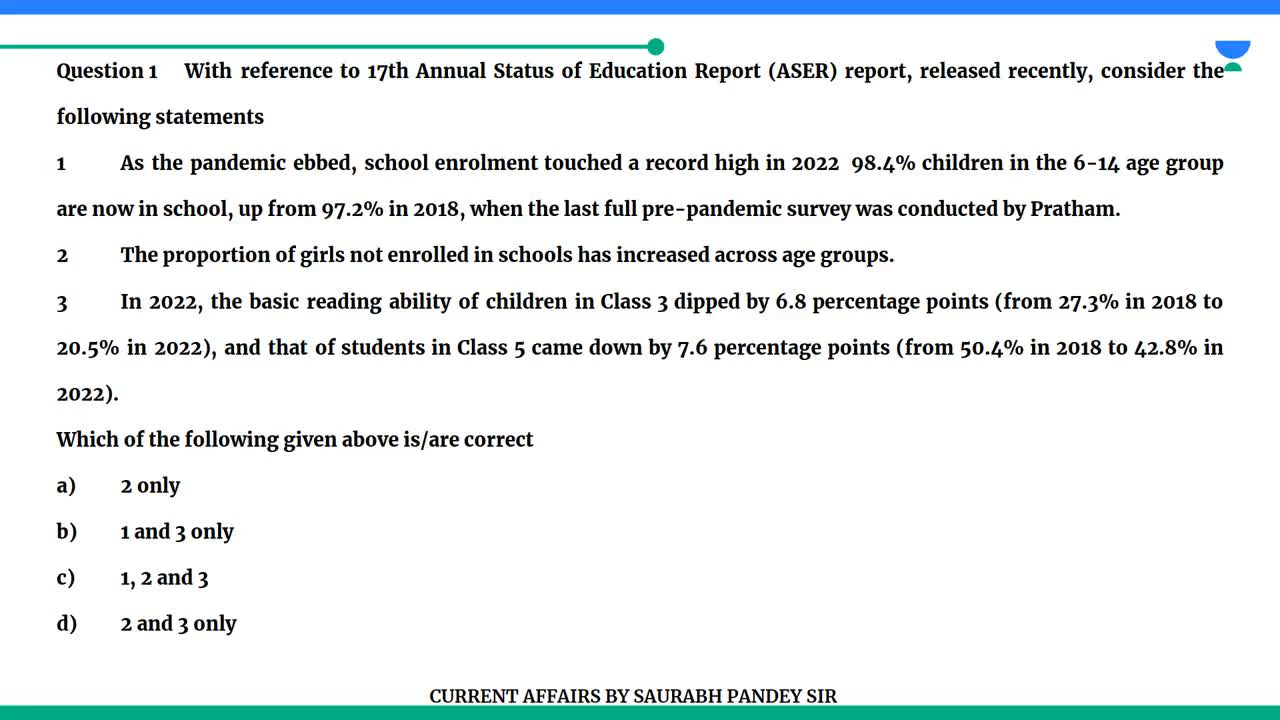 Question 1 With reference to 17th Annual Status of Education Report (ASER) report, released recently, consider the
following statements
1 As the pandemic ebbed, school enrolment touched a record high in 2022 98.4% children in the 6-14 age group
are now in school, up from 97.2% in 2018, when the last full pre-pandemic survey was conducted by Pratham.
2 The proportion of girls not enrolled in schools has increased across age groups.
3 In 2022, the basic reading ability of children in Class 3 dipped by 6.8 percentage points (from 27.3% in 2018 to
20.5% in 2022), and that of students in Class 5 came down by 7.6 percentage points (from 50.4% in 2018 to 42.8% in
2022).
Which of the following given above is/are correct
a) 2 only
b) 1 and 3 only
c) 1, 2 and 3
d) 2 and 3 only
CURRENT AFFAIRS BY SAURABH PANDEY SIR